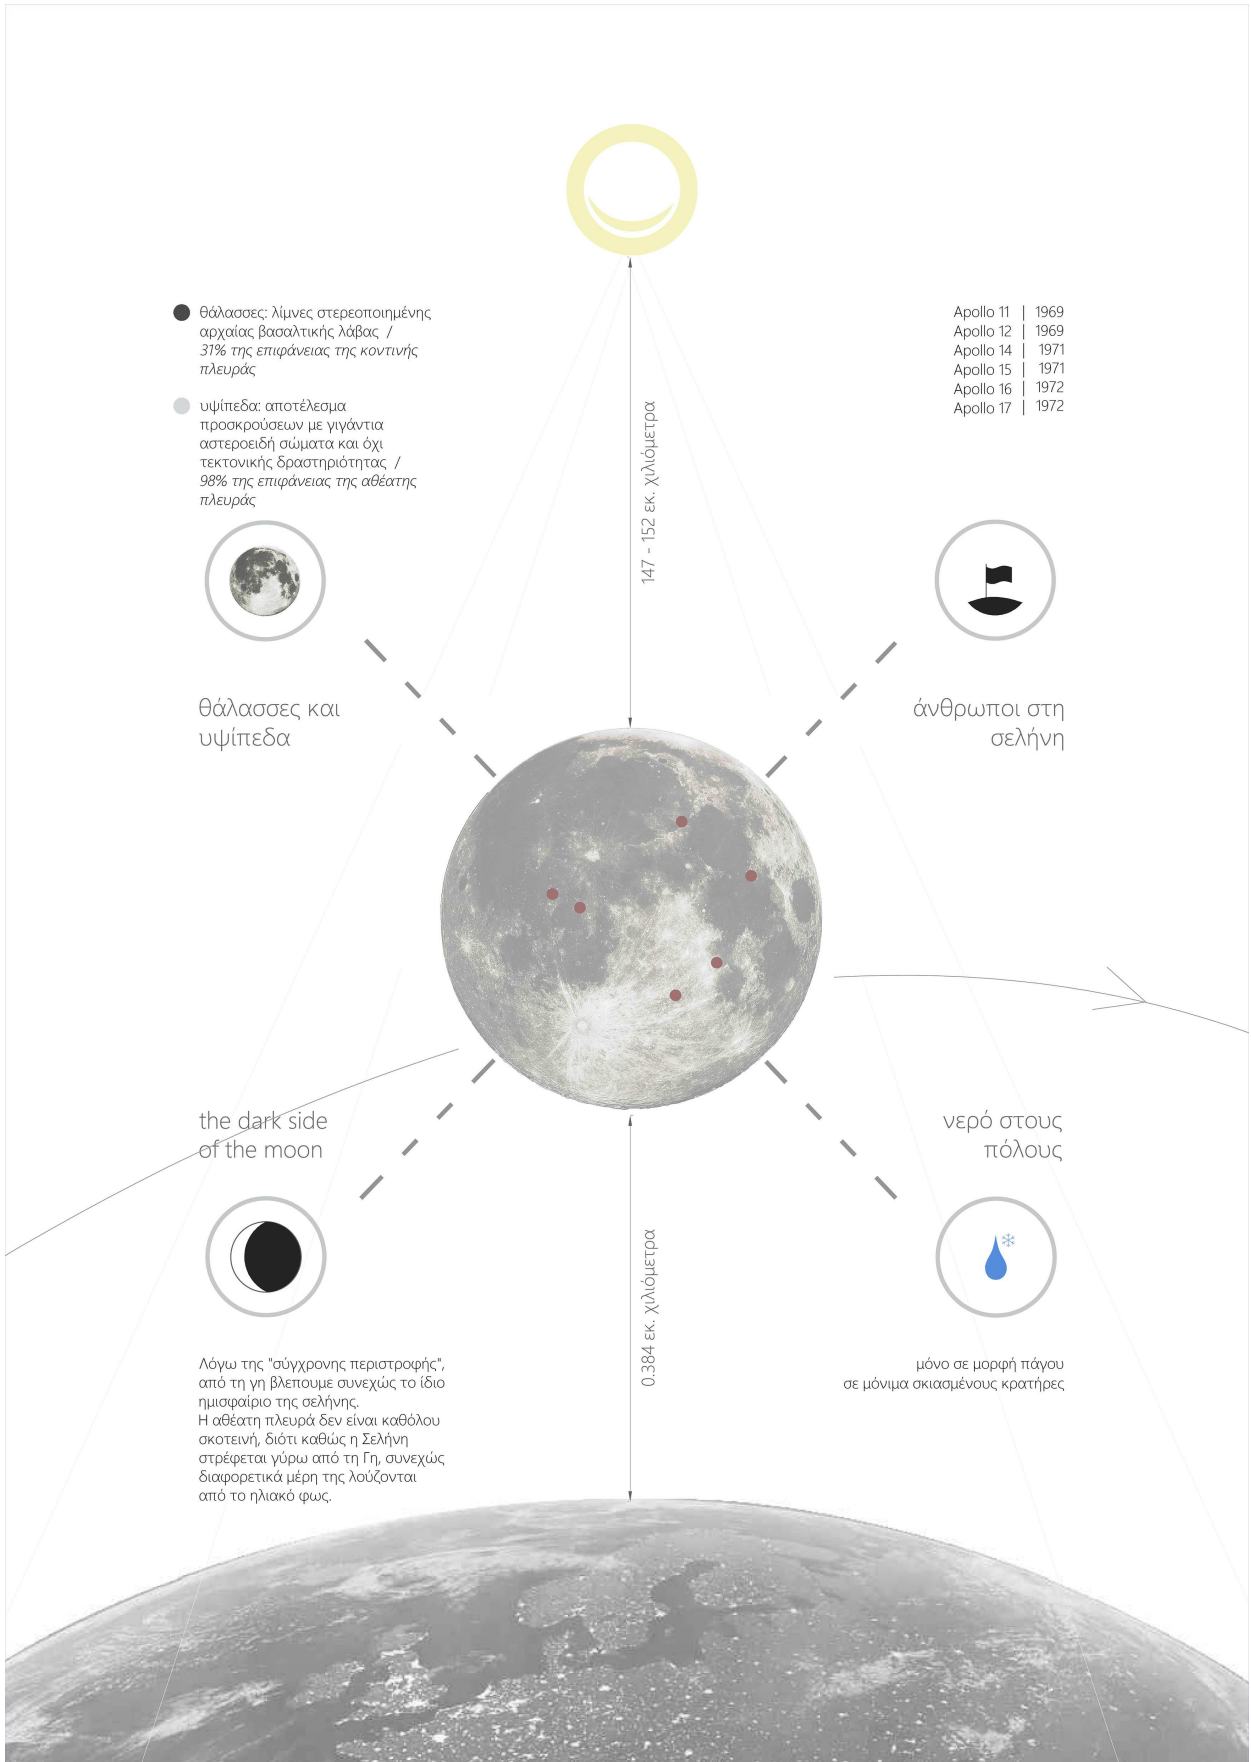 θάλασσες: λίμνες στερεοποιημένης
αρχαίας βασαλτικής λάβας /
31% της επιφάνειας της κοντινής
πλευράς
υψίπεδα: αποτέλεσμα
προσκρούσεων με γιγάντια
αστεροειδή σώματα και όχι
τεκτονικής δραστηριότητας /
98% της επιφάνειας της αθέατης
πλευράς
θάλασσες και
υψίπεδα
147 - 152 εκ. χιλιόμετρα
Apollo 11 | 1969
Apollo 12 | 1969
Apollo 14 | 1971
Apollo 15 | 1971
Apollo 16 | 1972
Apollo 17 | 1972
άνθρωποι στη
σελήνη
the dark side
of the moon
Λόγω της "σύγχρονης περιστροφής",
από τη γη βλεπουμε συνεχώς το ίδιο
ημισφαίριο της σελήνης.
Η αθέατη πλευρά δεν είναι καθόλου
σκοτεινή, διότι καθώς η Σελήνη
στρέφεται γύρω από τη Γη, συνεχώς
διαφορετικά μέρη της λούζονται
από το ηλιακό φως.
0.384 εκ. χιλιόμετρα
νερό στους
πόλους
μόνο σε μορφή πάγου
σε μόνιμα σκιασμένους κρατήρες